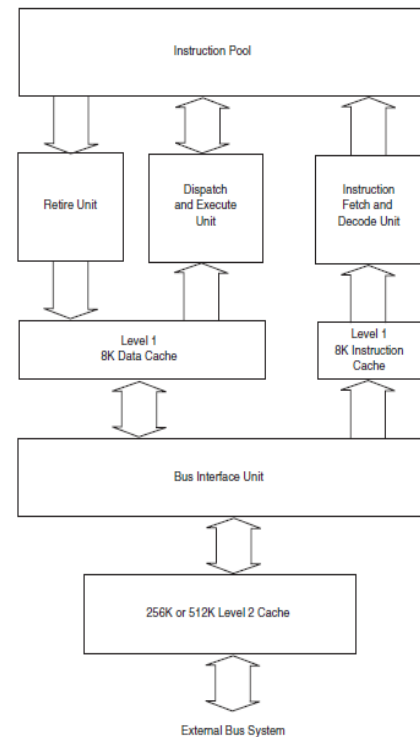 Instruction Pool
Retire Unit
Dispatch
and Execute
Unit
Instruction
Fetch and
Decode Unit
Level 1
8K Data Cache
Level 1
8K Instruction
Cache
Bus Interface Unit
256K or 512K Level 2 Cache
External Bus System